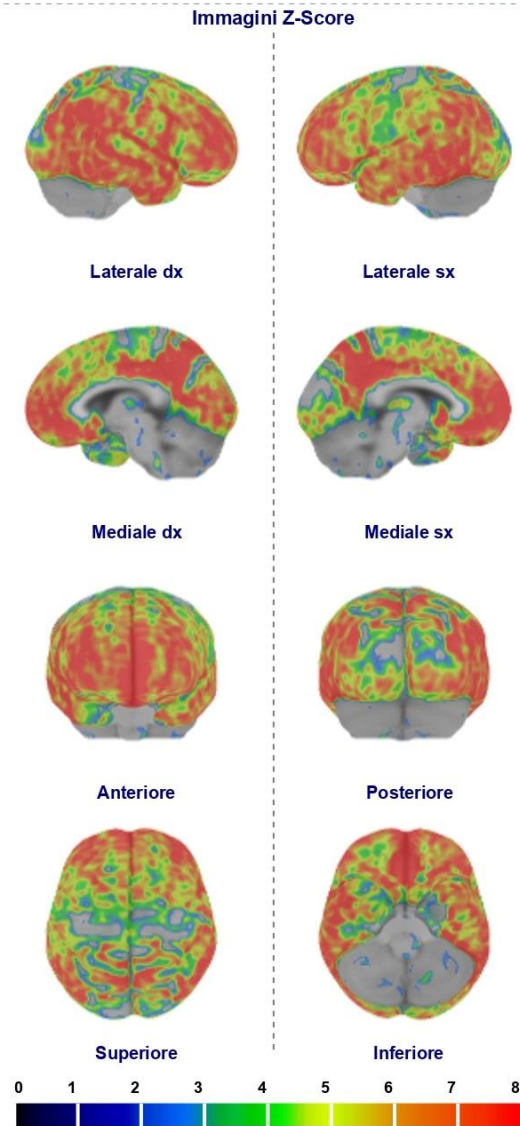 Immagini Z-Score
Laterale dx Laterale sx
Mediale dx Mediale sx
Anteriore Posteriore
Superiore Inferiore
0 1 2 3 4 5 6 7 8